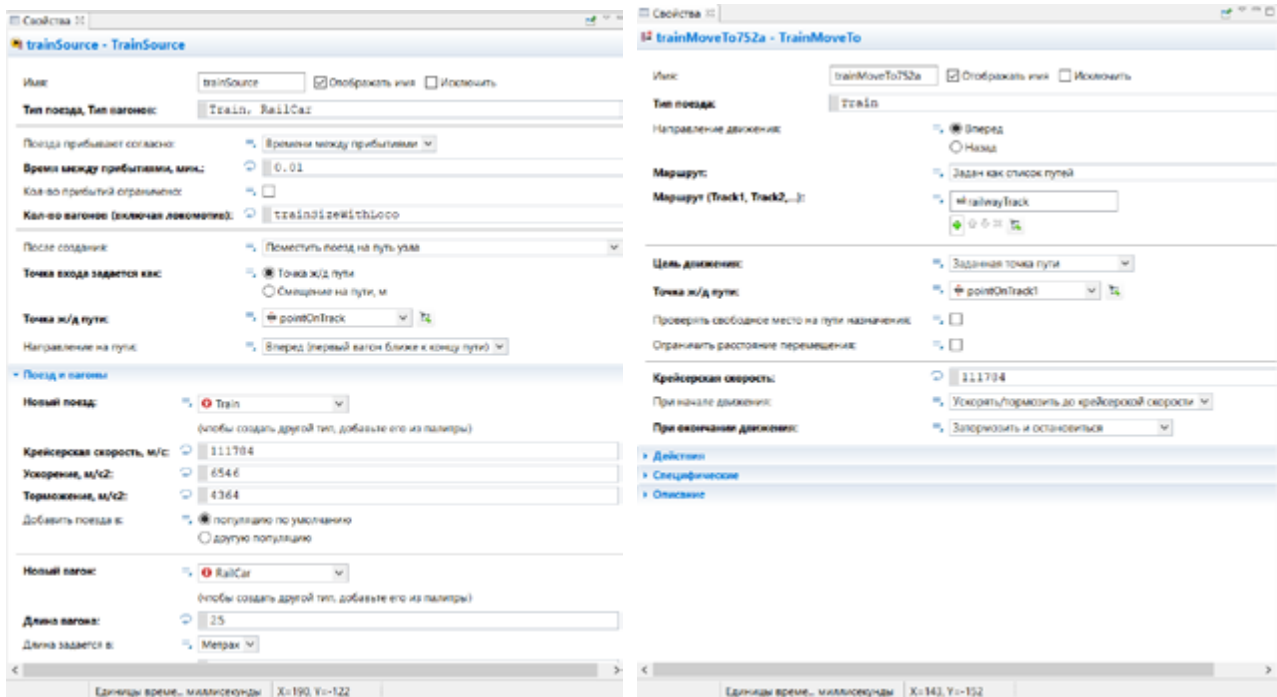 Свойства
trainSource - TrainSource
Имя:
trainSource
Отображать имя
Исключить
Тип поезда, Тип вагонов:
Train, RailCar
Поезда прибывают согласно:
Времени между прибытиями
Время между прибытиями, мин.:
0.01
Кол-во прибытий ограничено:
Кол-во вагонов (включая локомотив):
trainSizeWithLoco
После создания:
Поместить поезд на путь узла
Точка входа задается как:
Точка ж/д пути
Смещение на пути, м
Точка ж/д пути:
pointOnTrack
Направление на пути:
Вперед (первый вагон ближе к концу пути)
Поезд и вагоны
Новый поезд:
Train
(чтобы создать другой тип, добавьте его из палитры)
Крейсерская скорость, м/с:
111704
Ускорение, м/с2:
6546
Торможение, м/с2:
4364
Добавить поезда в:
популяцию по умолчанию
другую популяцию
Новый вагон:
RailCar
(чтобы создать другой тип, добавьте его из палитры)
Длина вагона:
25
Длина задается в:
Метрах
Единицы време.. миллисекунды
X=190, Y=-122
Свойства
trainMoveTo752a - TrainMoveTo
Имя:
trainMoveTo752a
Отображать имя
Исключить
Тип поезда:
Train
Направление движения:
Вперед
Назад
Маршрут:
Задан как список путей
Маршрут (Track1, Track2,...):
railwayTrack
Цель движения:
Заданная точка пути
Точка ж/д пути:
pointOnTrack1
Проверять свободное место на пути назначения:
Ограничить расстояние перемещения:
Крейсерская скорость:
111704
При начале движения:
Ускорять/тормозить до крейсерской скорости
При окончании движения:
Затормозить и остановиться
Действия
Специфические
Описание
Единицы време.. миллисекунды
X=143, Y=-152